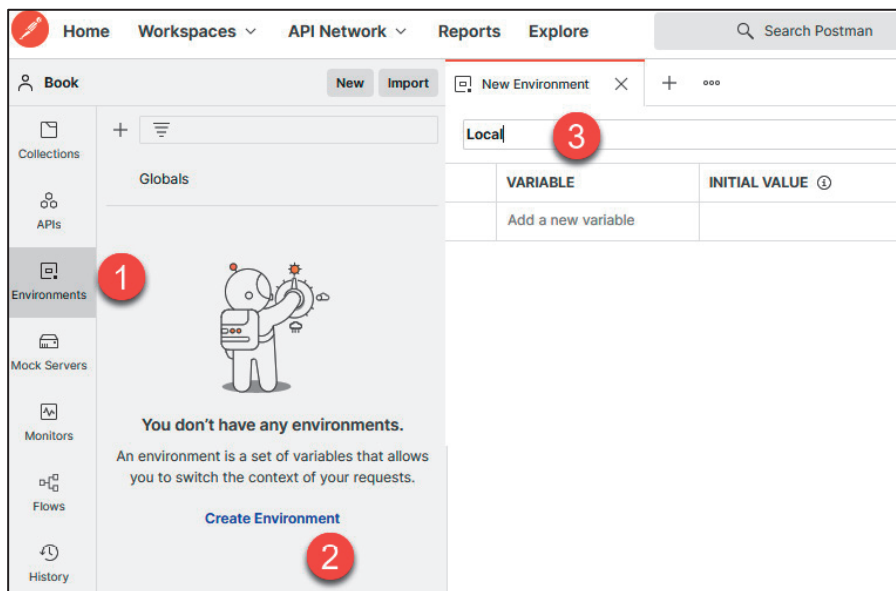 Home Workspaces API Network Reports Explore Search Postman
Book New Import
New Environment
Collections
Local
3
Globals
VARIABLE INITIAL VALUE
APIs
Add a new variable
1
Environments
Mock Servers
Monitors
You don't have any environments.
An environment is a set of variables that allows
you to switch the context of your requests.
Flows
Create Environment
2
History